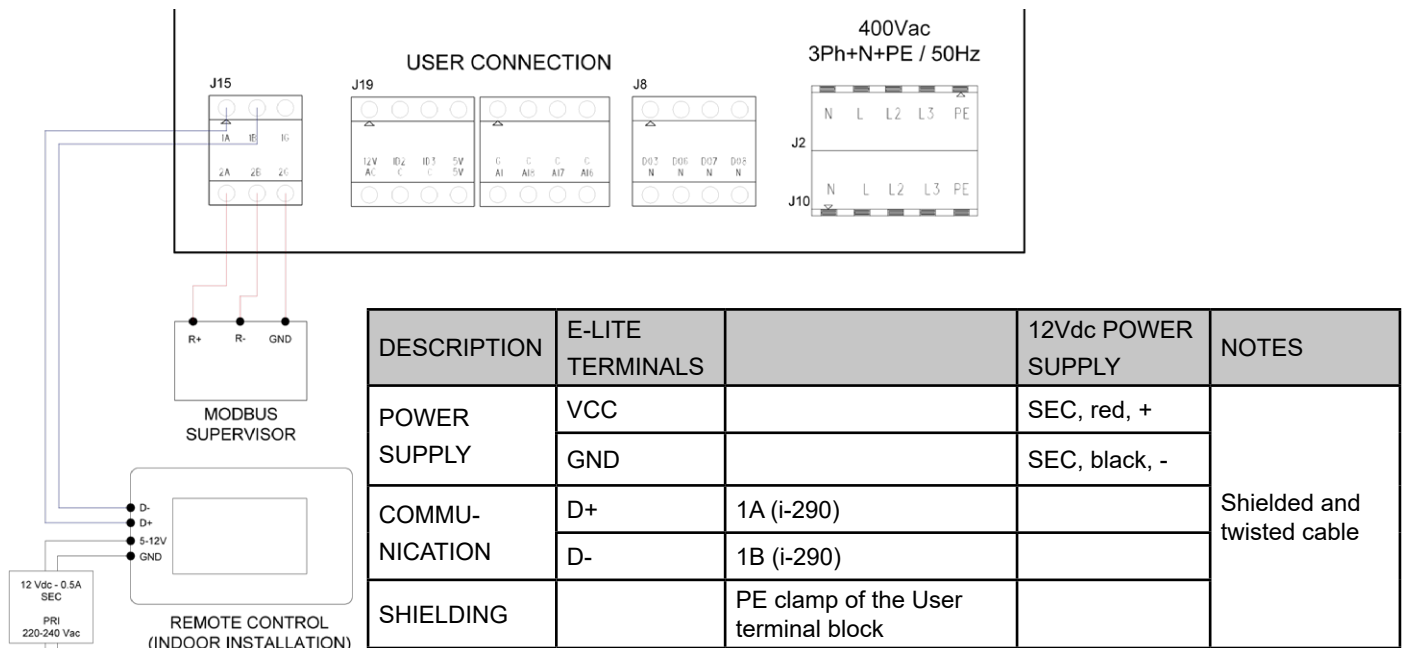 400Vac
3Ph+N+PE / 50Hz
USER CONNECTION
J15
1A 1B 1G
2A 2B 2G
J19
12V ID2 ID3 5V
AC C C 5V
G G G G
A1 AI8 AI7 AI6
J8
DO3 DO6 DO7 DO8
N N N N
J2
N L L2 L3 PE
J10
N L L2 L3 PE
R+ R- GND
MODBUS
SUPERVISOR
D-
D+
5-12V
GND
12 Vdc - 0.5A
SEC
PRI
220-240 Vac
REMOTE CONTROL
(INDOOR INSTALLATION)
DESCRIPTION
E-LITE
TERMINALS
12Vdc POWER
SUPPLY
NOTES
POWER
SUPPLY
VCC
SEC, red, +
GND
SEC, black, -
COMMU-
NICATION
D+
1A (i-290)
D-
1B (i-290)
SHIELDING
PE clamp of the User
terminal block
Shielded and
twisted cable